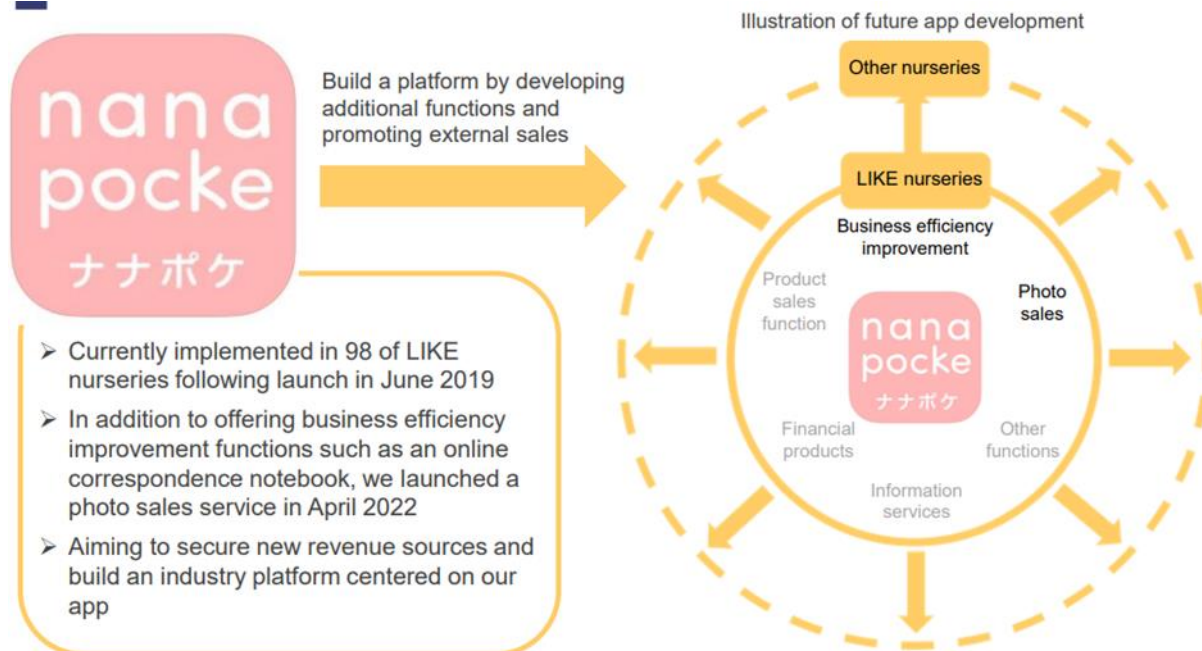 nana
pocke
ナナポケ
Build a platform by developing
additional functions and
promoting external sales
➢ Currently implemented in 98 of LIKE
nurseries following launch in June 2019
➢ In addition to offering business efficiency
improvement functions such as an online
correspondence notebook, we launched a
photo sales service in April 2022
➢ Aiming to secure new revenue sources and
build an industry platform centered on our
app
Illustration of future app development
Other nurseries
LIKE nurseries
Business efficiency
improvement
Product
sales
function
Photo
sales
nana
pocke
ナナポケ
Financial
products
Other
functions
Information
services